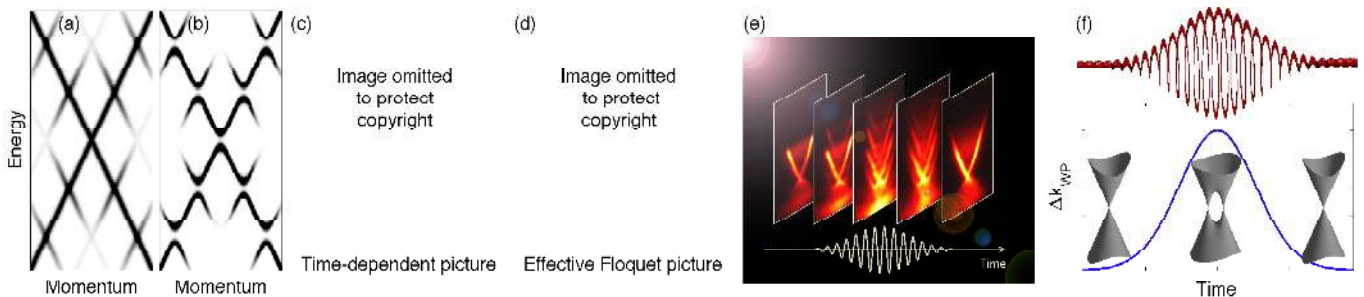 (a)
(b)
(c)
(d)
(e)
(f)
Energy
Image omitted
to protect
copyright
Image omitted
to protect
copyright
Δk_WP
Time-dependent picture
Effective Floquet picture
Time
Momentum
Momentum
Time